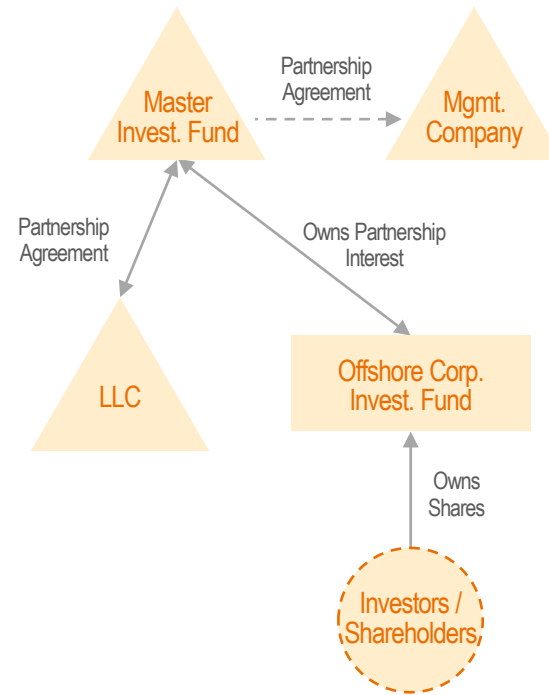 Partnership
Agreement
Master
Invest. Fund
Mgmt.
Company
Partnership
Agreement
Owns Partnership
Interest
LLC
Offshore Corp.
Invest. Fund
Owns
Shares
Investors /
Shareholders